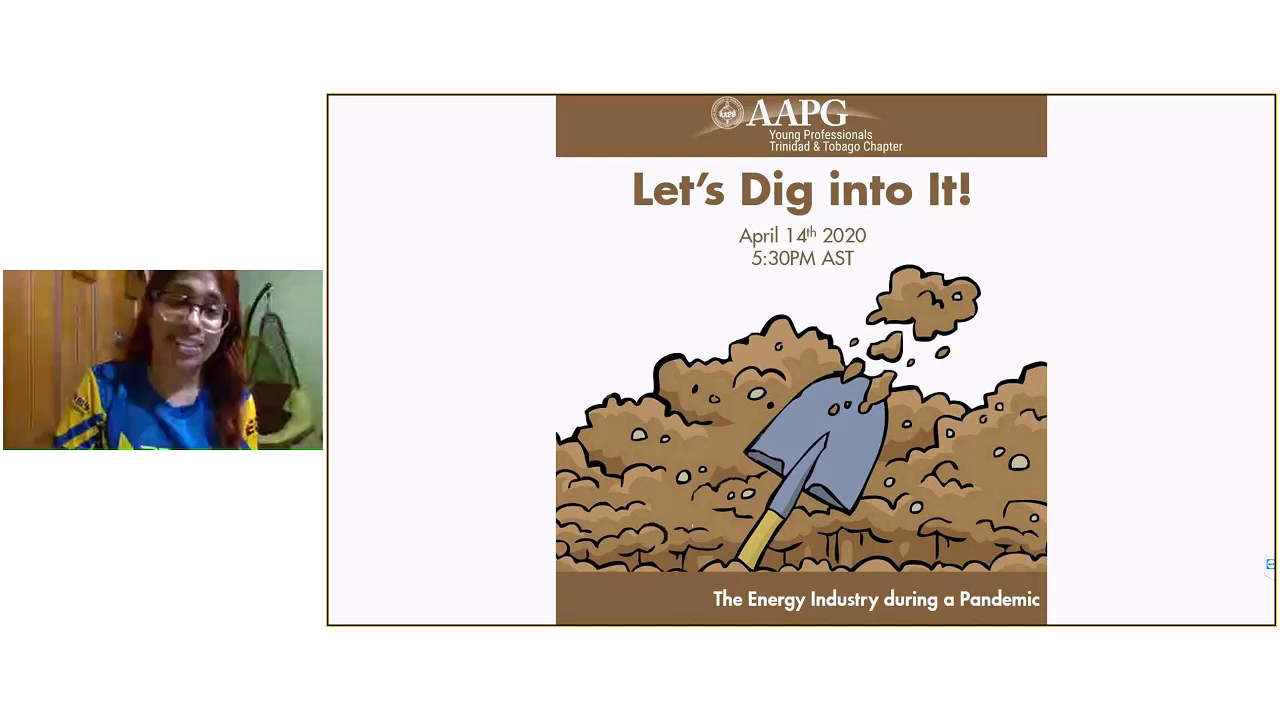 AAPG
Young Professionals
Trinidad & Tobago Chapter
Let's Dig into It!
April 14th 2020
5:30PM AST
The Energy Industry during a Pandemic